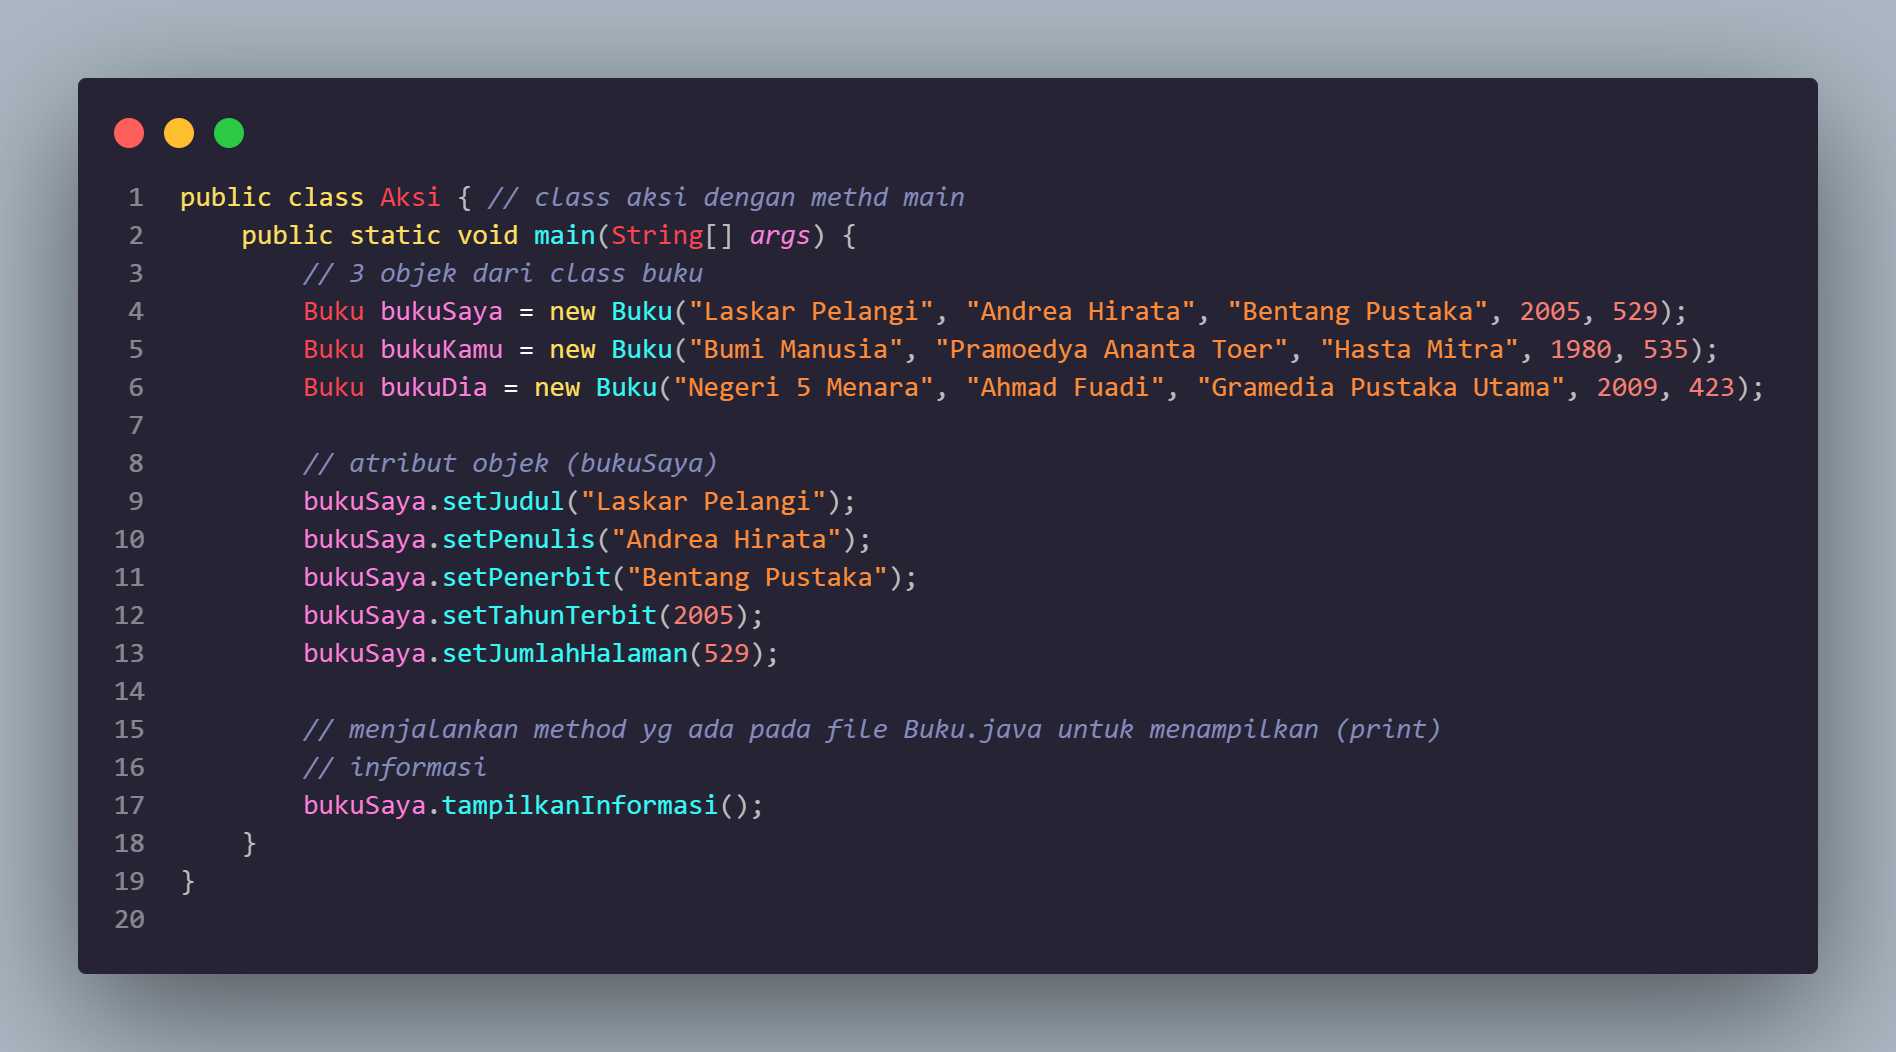 1 public class Aksi { // class aksi dengan methd main
2     public static void main(String[] args) {
3         // 3 objek dari class buku
4         Buku bukuSaya = new Buku("Laskar Pelangi", "Andrea Hirata", "Bentang Pustaka", 2005, 529);
5         Buku bukuKamu = new Buku("Bumi Manusia", "Pramoedya Ananta Toer", "Hasta Mitra", 1980, 535);
6         Buku bukuDia = new Buku("Negeri 5 Menara", "Ahmad Fuadi", "Gramedia Pustaka Utama", 2009, 423);
7
8         // atribut objek (bukuSaya)
9         bukuSaya.setJudul("Laskar Pelangi");
10         bukuSaya.setPenulis("Andrea Hirata");
11         bukuSaya.setPenerbit("Bentang Pustaka");
12         bukuSaya.setTahunTerbit(2005);
13         bukuSaya.setJumlahHalaman(529);
14
15         // menjalankan method yg ada pada file Buku.java untuk menampilkan (print)
16         // informasi
17         bukuSaya.tampilkanInformasi();
18     }
19 }
20